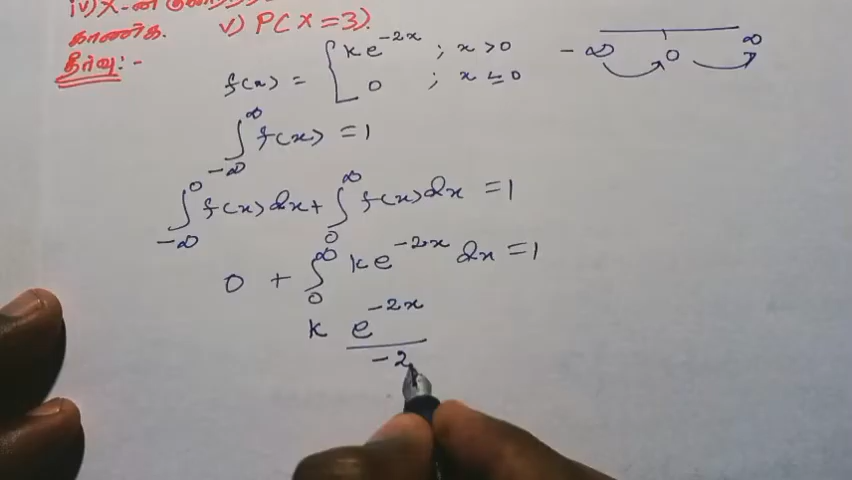 iv) X-ன்
காண்க. v) P(X=3).
தீர்வு:-
f(x) = { ke^{-2x} ; x > 0
0 ; x ≤ 0
-∞ 0 ∞
∫_{-∞}^{∞} f(x) = 1
∫_{-∞}^{0} f(x) dx + ∫_{0}^{∞} f(x) dx = 1
0 + ∫_{0}^{∞} ke^{-2x} dx = 1
k e^{-2x}
-2